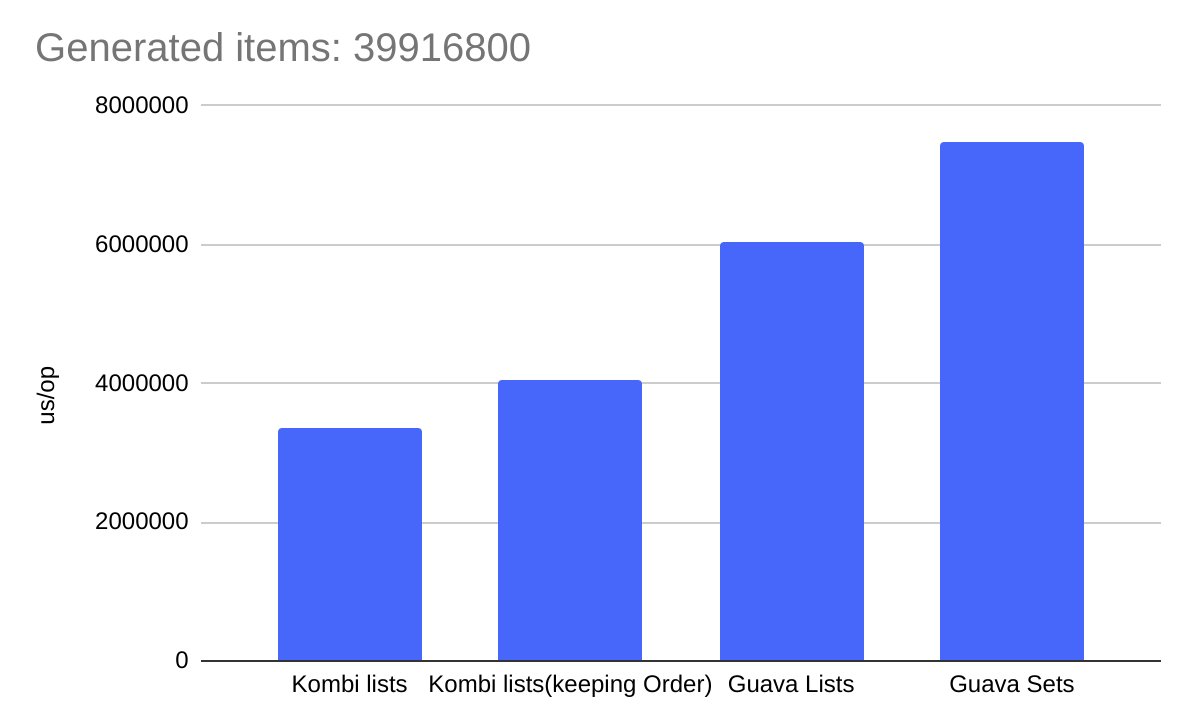 Generated items: 39916800
8000000
6000000
4000000
2000000
0
us/op
Kombi lists
Kombi lists(keeping Order)
Guava Lists
Guava Sets